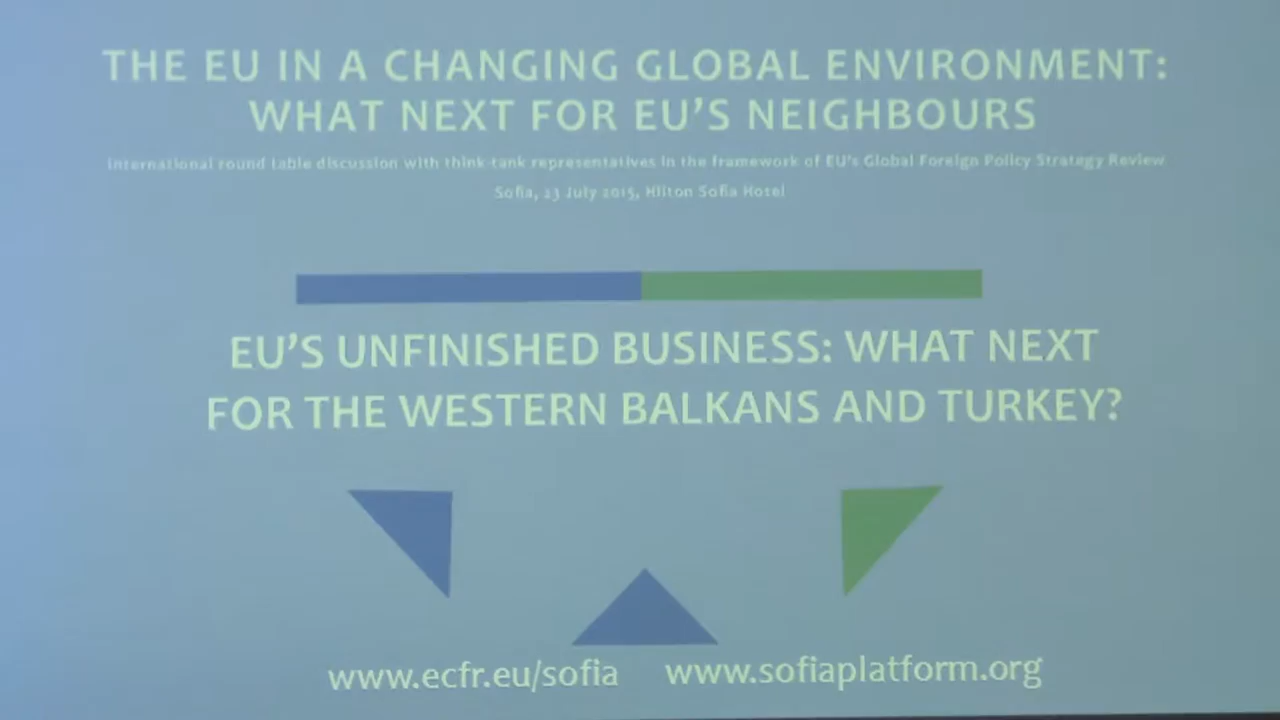 THE EU IN A CHANGING GLOBAL ENVIRONMENT:
WHAT NEXT FOR EU'S NEIGHBOURS
International round table discussion with think-tank representatives in the framework of EU's Global Foreign Policy Strategy Review
Sofia, 23 July 2015, Hilton Sofia Hotel
EU'S UNFINISHED BUSINESS: WHAT NEXT
FOR THE WESTERN BALKANS AND TURKEY?
www.ecfr.eu/sofia www.sofiaplatform.org